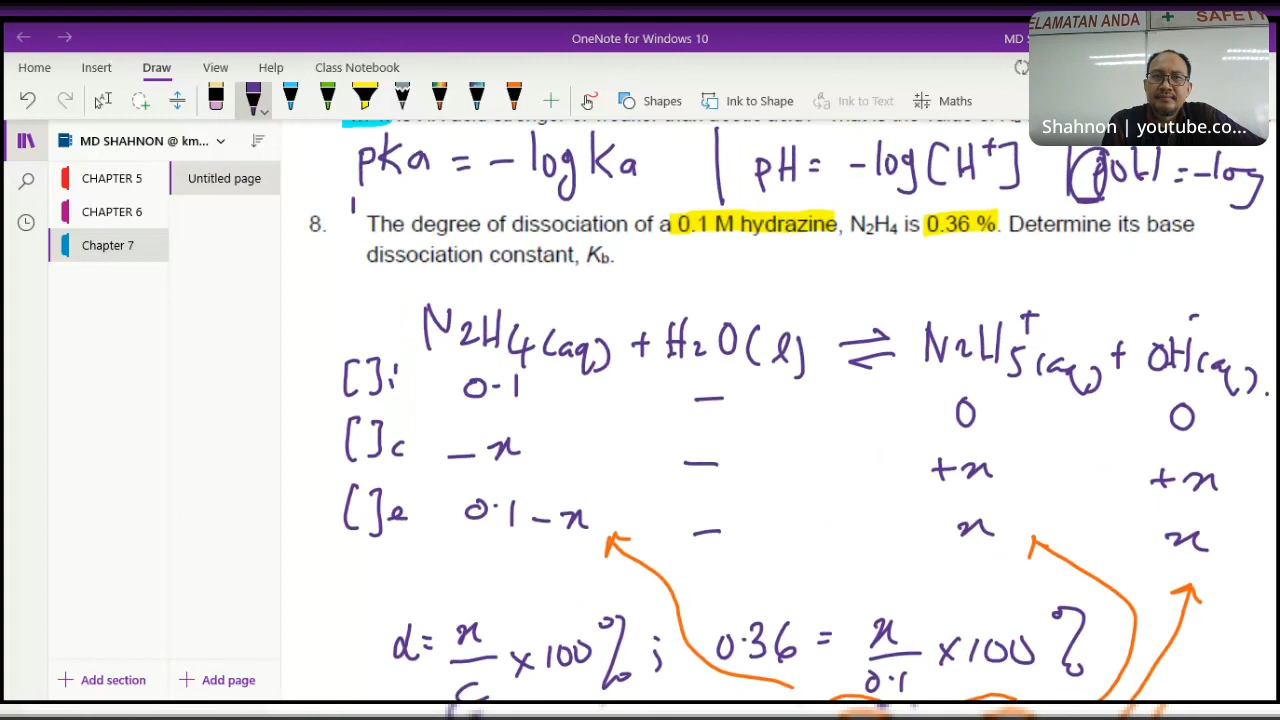 OneNote for Windows 10
MD S
ELAMATAN ANDA + SAFETY
Shahnon | youtube.co...
Home Insert Draw View Help Class Notebook
Shapes Ink to Shape Ink to Text Maths
MD SHAHNON @ km...
CHAPTER 5
CHAPTER 6
Chapter 7
Untitled page
pKa = - log Ka | pH = - log [H⁺] | pOH = - log
8. The degree of dissociation of a 0.1 M hydrazine, N₂H₄ is 0.36 %. Determine its base
dissociation constant, Kb.
N2H4(aq) + H2O(l) ⇌ N2H5⁺(aq) + OH⁻(aq).
[]i 0.1 – 0 0
[]c – x – +x +x
[]e 0.1 – x – x x
α = x/c × 100% ; 0.36 = x/0.1 × 100%
+ Add section + Add page